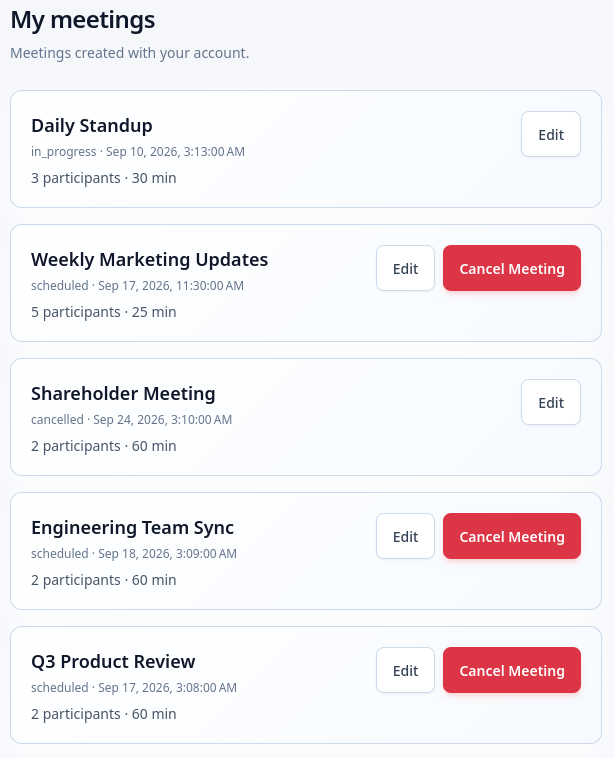 My meetings
Meetings created with your account.
Daily Standup
Edit
in_progress · Sep 10, 2026, 3:13:00 AM
3 participants · 30 min
Weekly Marketing Updates
Edit
Cancel Meeting
scheduled · Sep 17, 2026, 11:30:00 AM
5 participants · 25 min
Shareholder Meeting
Edit
cancelled · Sep 24, 2026, 3:10:00 AM
2 participants · 60 min
Engineering Team Sync
Edit
Cancel Meeting
scheduled · Sep 18, 2026, 3:09:00 AM
2 participants · 60 min
Q3 Product Review
Edit
Cancel Meeting
scheduled · Sep 17, 2026, 3:08:00 AM
2 participants · 60 min